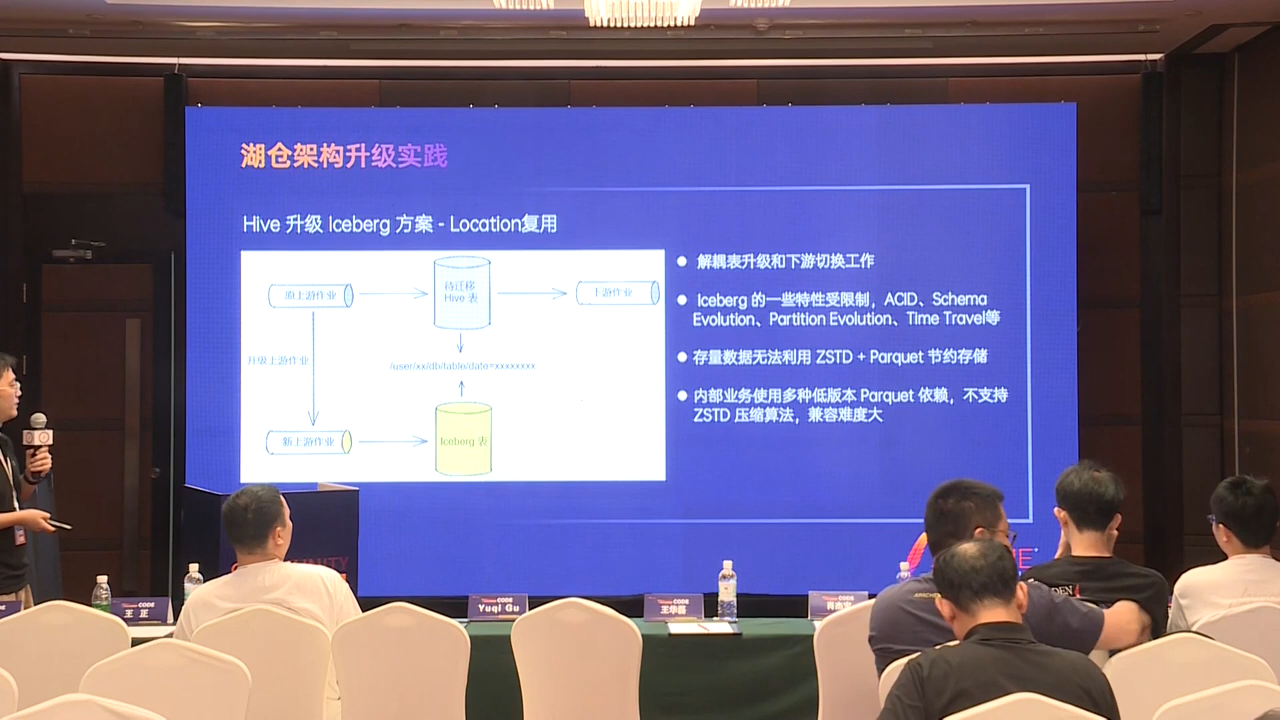 湖仓架构升级实践
Hive 升级 Iceberg 方案 - Location复用
原上游作业
待迁移
Hive 表
下游作业
升级上游作业
/user/xx/db/table/date=xxxxxxxx
新上游作业
Iceberg 表
解耦表升级和下游切换工作
Iceberg 的一些特性受限制，ACID、Schema
Evolution、Partition Evolution、Time Travel等
存量数据无法利用 ZSTD + Parquet 节约存储
内部业务使用多种低版本 Parquet 依赖，不支持
ZSTD 压缩算法，兼容难度大
CODE
王 正
CODE
Yuqi Gu
CODE
CODE